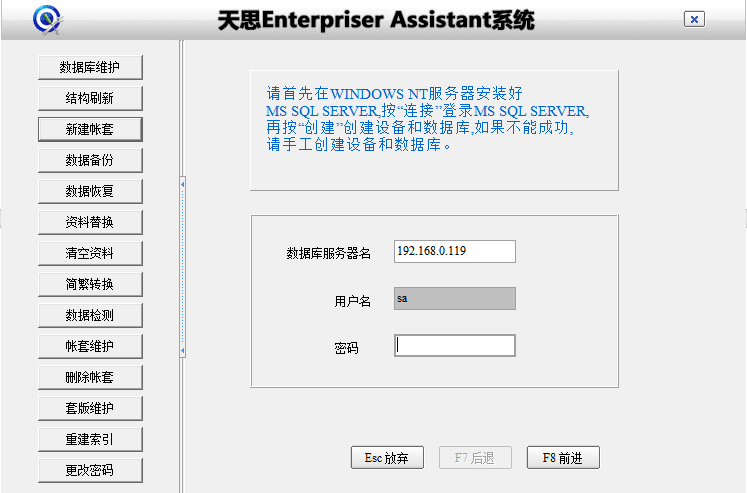 天思Enterpriser Assistant系统
数据库维护
结构刷新
新建帐套
数据备份
数据恢复
资料替换
清空资料
简繁转换
数据检测
帐套维护
删除帐套
套版维护
重建索引
更改密码
请首先在WINDOWS NT服务器安装好
MS SQL SERVER,按“连接”登录MS SQL SERVER,
再按“创建”创建设备和数据库,如果不能成功,
请手工创建设备和数据库。
数据库服务器名 192.168.0.119
用户名 sa
密码
Esc 放弃 F7 后退 F8 前进